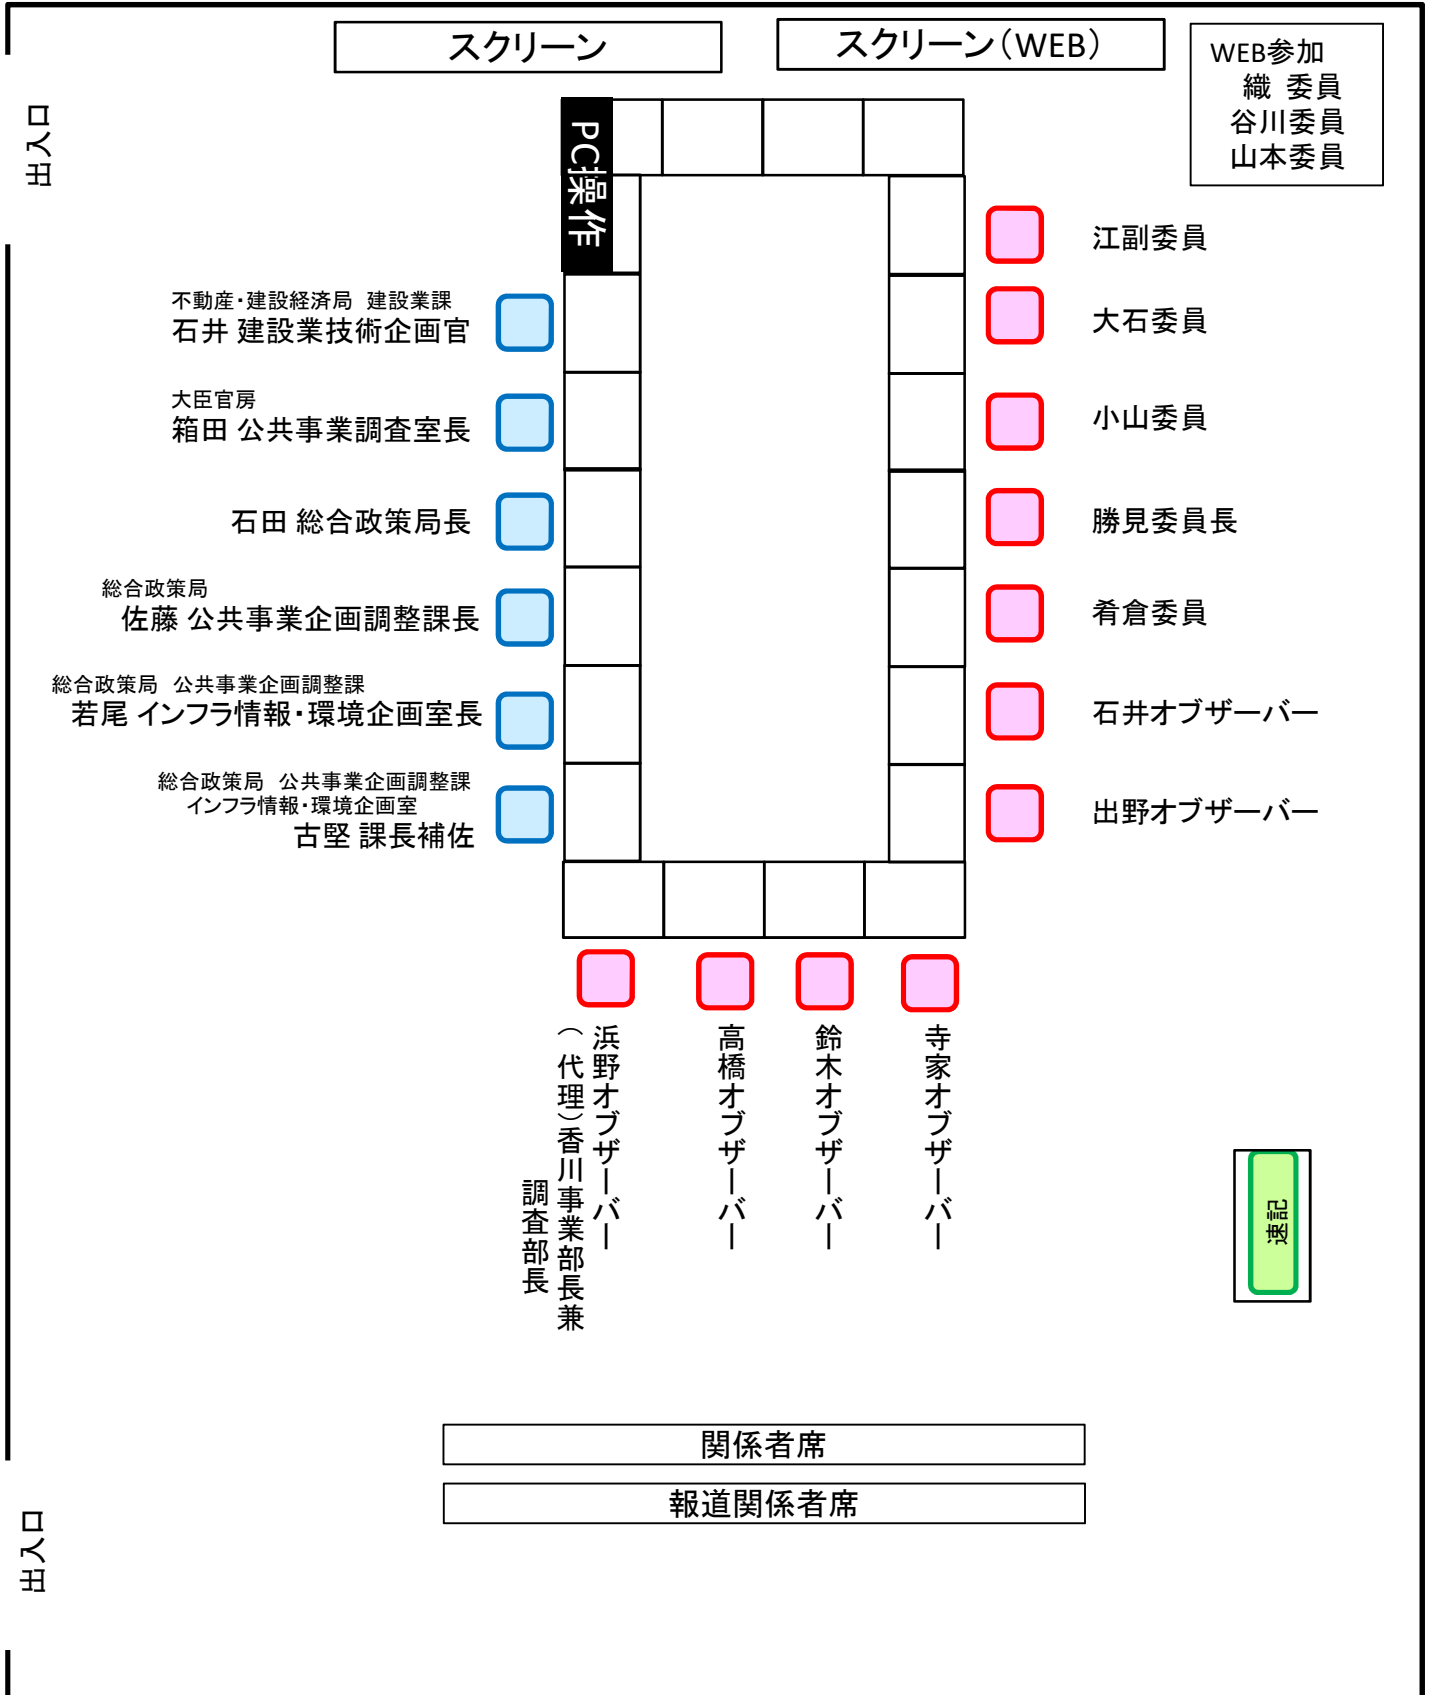 スクリーン
スクリーン（WEB）
WEB参加
織 委員
谷川委員
山本委員
出入口
PC操作
江副委員
大石委員
小山委員
勝見委員長
肴倉委員
石井オブザーバー
出野オブザーバー
不動産・建設経済局 建設業課
石井 建設業技術企画官
大臣官房
箱田 公共事業調査室長
石田 総合政策局長
総合政策局
佐藤 公共事業企画調整課長
総合政策局 公共事業企画調整課
若尾 インフラ情報・環境企画室長
総合政策局 公共事業企画調整課
インフラ情報・環境企画室
古堅 課長補佐
浜野オブザーバー
（代理）香川事業部長兼
調査部長
高橋オブザーバー
鈴木オブザーバー
寺家オブザーバー
速記
関係者席
報道関係者席
出入口